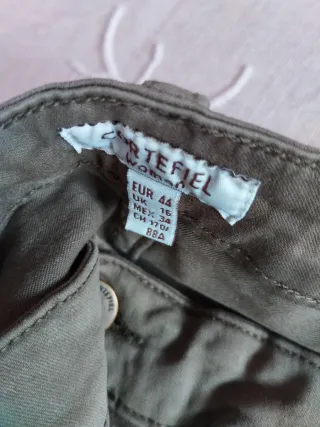 CORTEFIEL
WOMAN
EUR 44
UK 16
MEX 34
CH 170/
88A